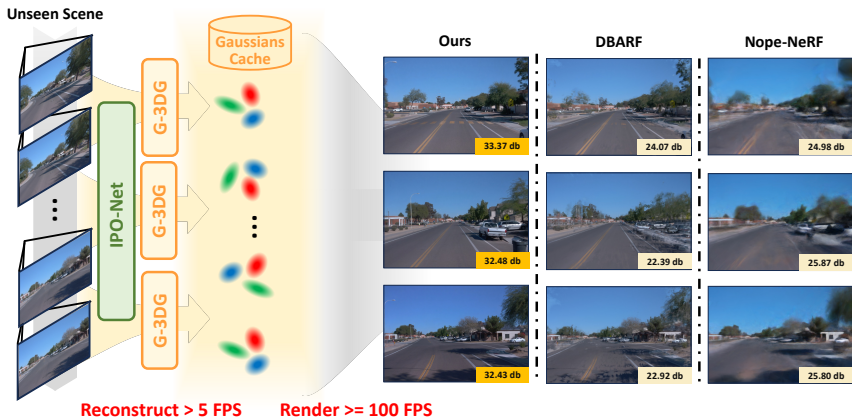 Unseen Scene
Gaussians
Cache
Ours
DBARF
Nope-NeRF
G-3DG
G-3DG
G-3DG
IPO-Net
...
...
33.37 db
24.07 db
24.98 db
32.48 db
22.39 db
25.87 db
32.43 db
22.92 db
25.80 db
Reconstruct > 5 FPS
Render >= 100 FPS